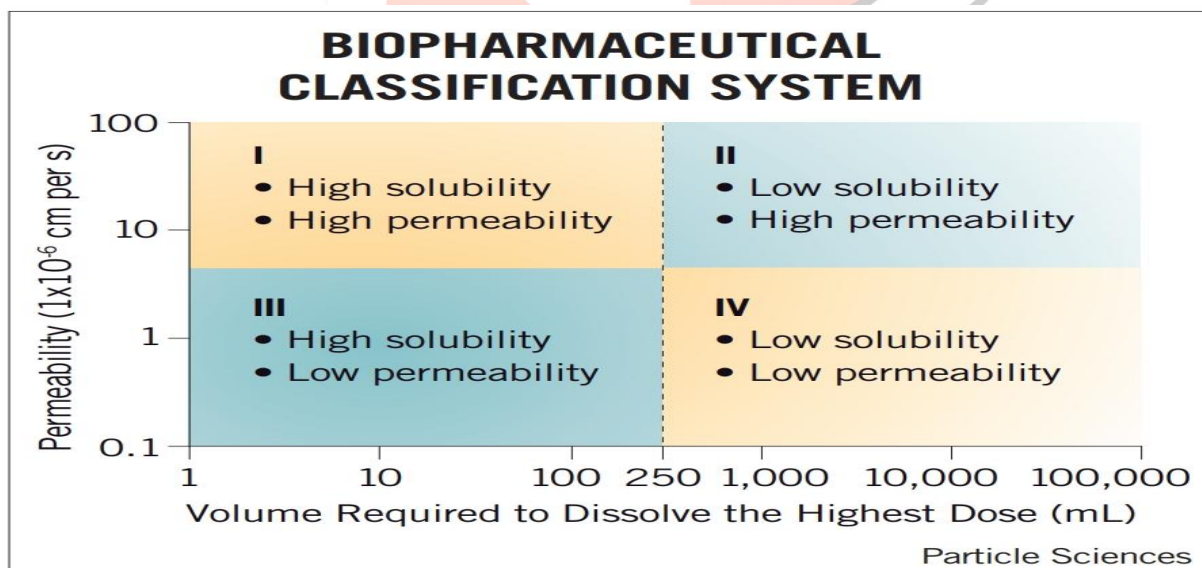 BIOPHARMACEUTICAL
CLASSIFICATION SYSTEM
Permeability (1x10⁻⁶ cm per s)
100
10
1
0.1
I
• High solubility
• High permeability
II
• Low solubility
• High permeability
III
• High solubility
• Low permeability
IV
• Low solubility
• Low permeability
1 10 100 250 1,000 10,000 100,000
Volume Required to Dissolve the Highest Dose (mL)
Particle Sciences